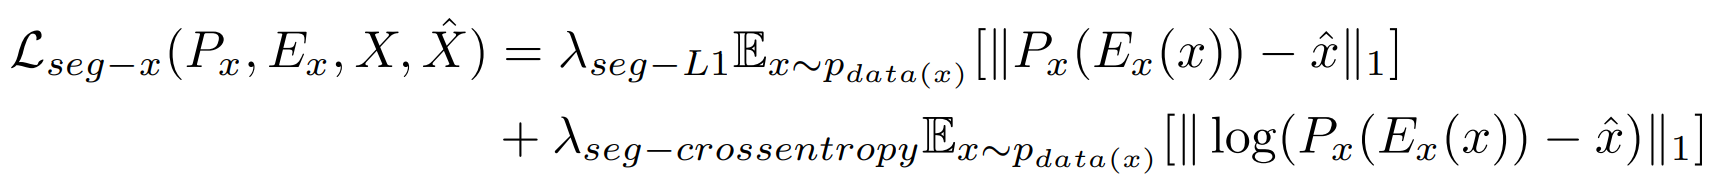 ℒ_{seg−x}(P_x, E_x, X, X̂) = λ_{seg−L1}𝔼_{x∼p_{data(x)}}[‖P_x(E_x(x)) − x̂‖_1]
+ λ_{seg−crossentropy}𝔼_{x∼p_{data(x)}}[‖ log(P_x(E_x(x)) − x̂)‖_1]